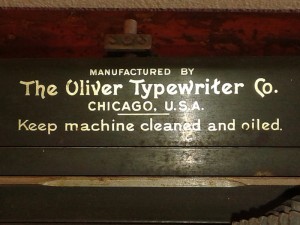 MANUFACTURED BY
The Oliver Typewriter Co.
CHICAGO, U.S.A.
Keep machine cleaned and oiled.